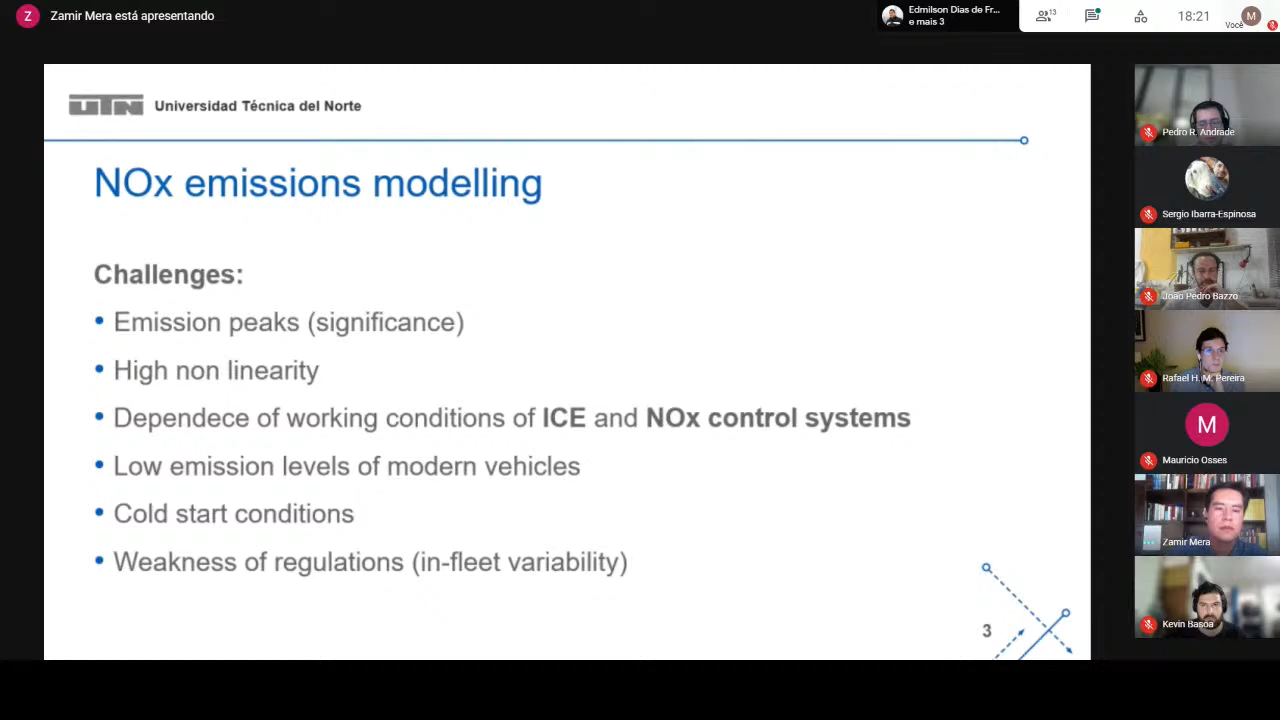 Z
Zamir Mera está apresentando
Edmilson Dias de Fr...
e mais 3
13
18:21
Você
M
UTN
Universidad Técnica del Norte
NOx emissions modelling
Challenges:
• Emission peaks (significance)
• High non linearity
• Dependece of working conditions of ICE and NOx control systems
• Low emission levels of modern vehicles
• Cold start conditions
• Weakness of regulations (in-fleet variability)
3
Pedro R. Andrade
Sergio Ibarra-Espinosa
Joao Pedro Bazzo
Rafael H. M. Pereira
M
Mauricio Osses
Zamir Mera
Kevin Basoa